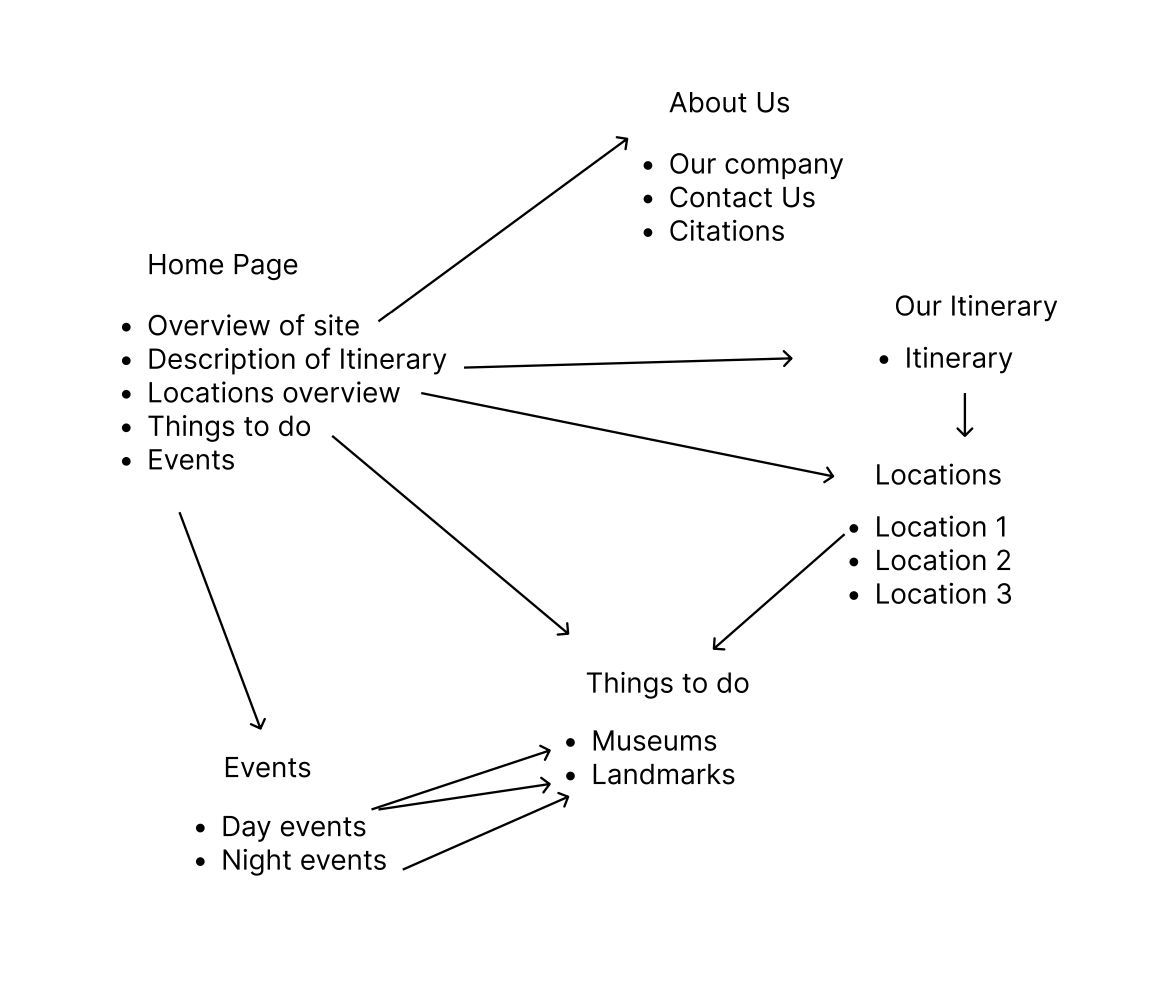 About Us
• Our company
• Contact Us
• Citations
Home Page
• Overview of site
• Description of Itinerary
• Locations overview
• Things to do
• Events
Our Itinerary
• Itinerary
Locations
• Location 1
• Location 2
• Location 3
Things to do
• Museums
• Landmarks
Events
• Day events
• Night events